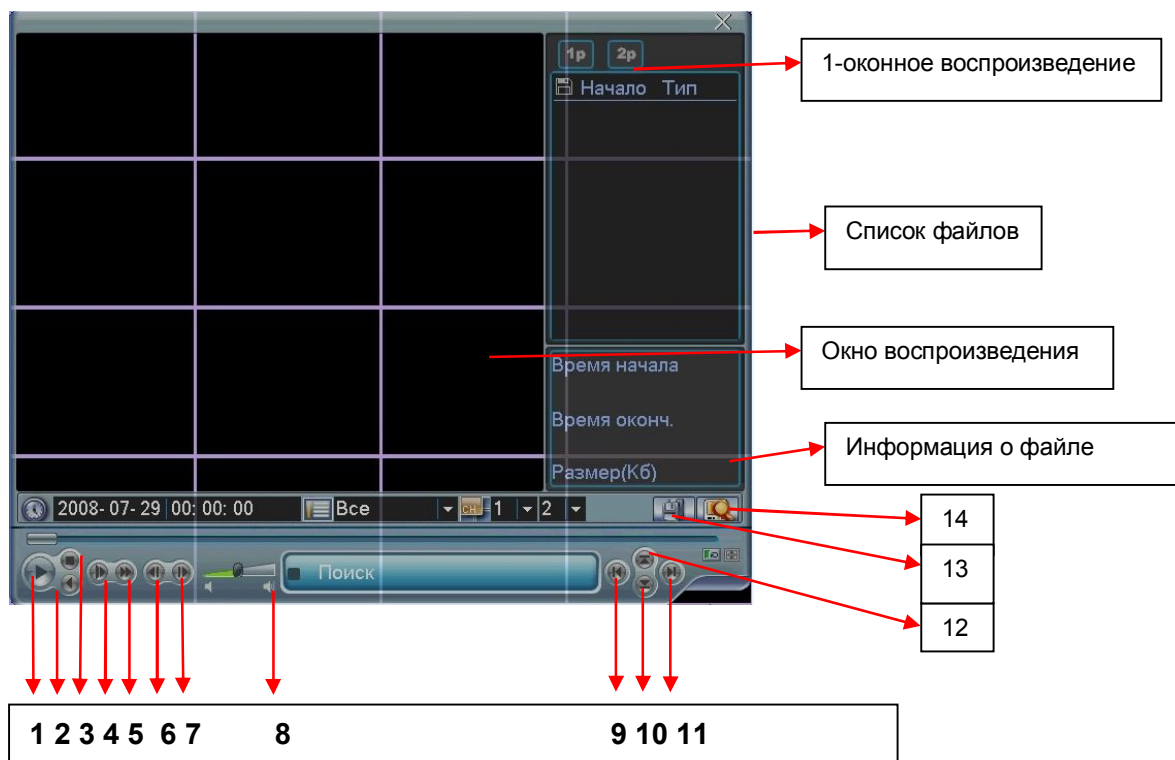 1p 2p
1-оконное воспроизведение
Начало Тип
Список файлов
Окно воспроизведения
Время начала
Время оконч.
Информация о файле
Размер(Кб)
2008- 07- 29 00: 00: 00 Все CH 1 2
14
13
12
Поиск
1 2 3 4 5 6 7 8 9 10 11